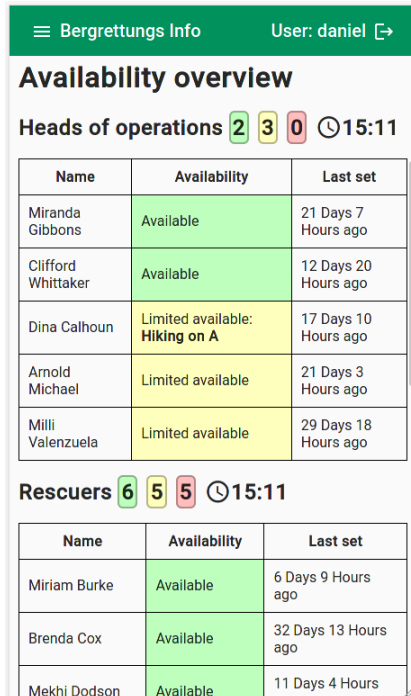 Bergrettungs Info User: daniel
Availability overview
Heads of operations 2 3 0 15:11
Name Availability Last set
Miranda Gibbons Available 21 Days 7 Hours ago
Clifford Whittaker Available 12 Days 20 Hours ago
Dina Calhoun Limited available: Hiking on A 17 Days 10 Hours ago
Arnold Michael Limited available 21 Days 3 Hours ago
Milli Valenzuela Limited available 29 Days 18 Hours ago
Rescuers 6 5 5 15:11
Name Availability Last set
Miriam Burke Available 6 Days 9 Hours ago
Brenda Cox Available 32 Days 13 Hours ago
Mekhi Dodson Available 11 Days 4 Hours